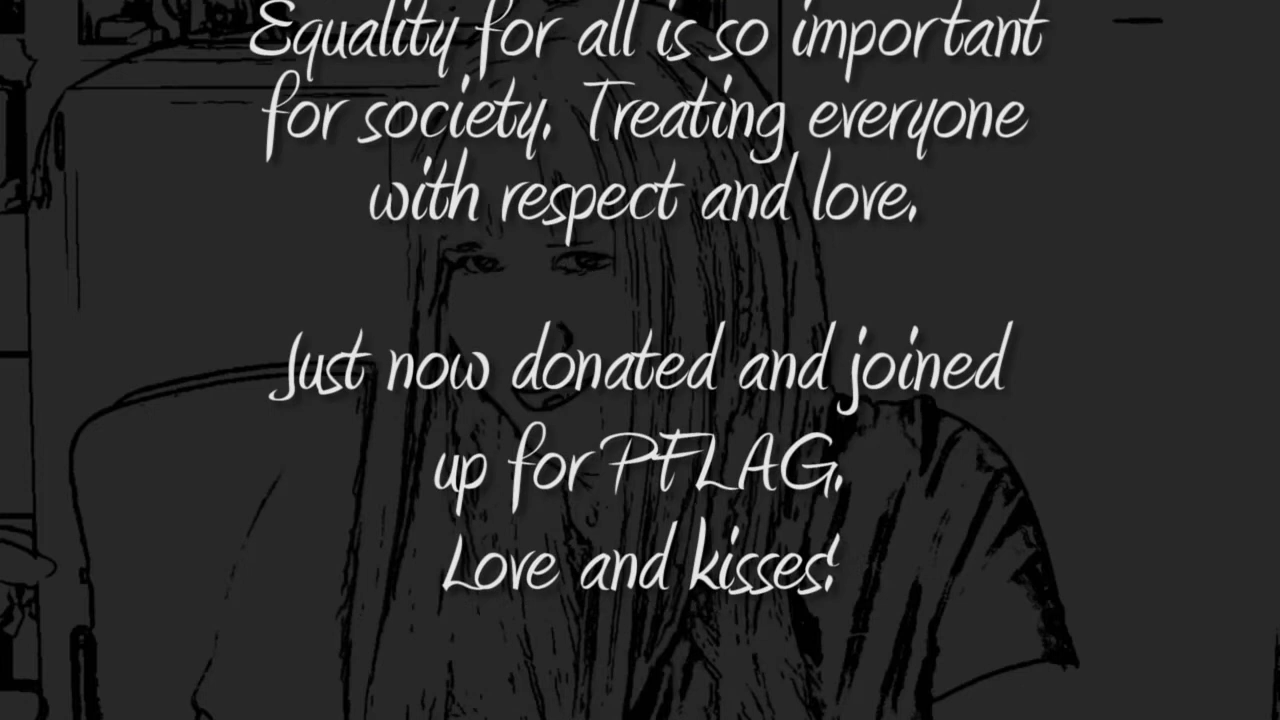 Equality for all is so important
for society. Treating everyone
with respect and love.
Just now donated and joined
up for PFLAG.
Love and kisses!